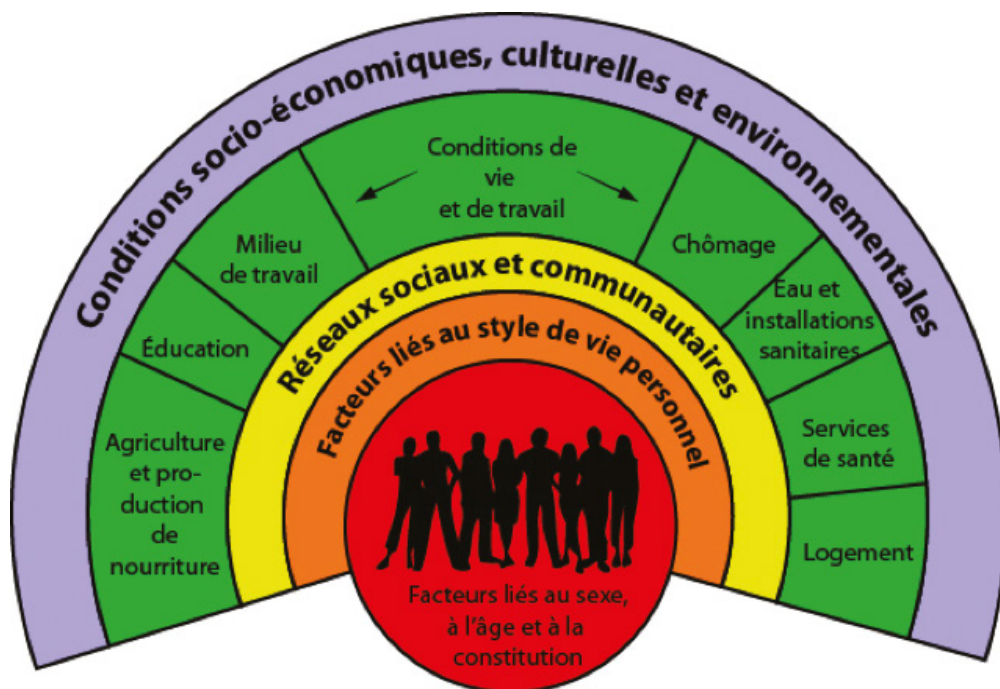 Conditions socio-économiques, culturelles et environnementales
Conditions de
vie
et de travail
Milieu
de travail
Chômage
Éducation
Eau et
installations
sanitaires
Agriculture
et pro-
duction
de
nourriture
Services
de santé
Logement
Réseaux sociaux et communautaires
Facteurs liés au style de vie personnel
Facteurs liés au sexe,
à l'âge et à la
constitution